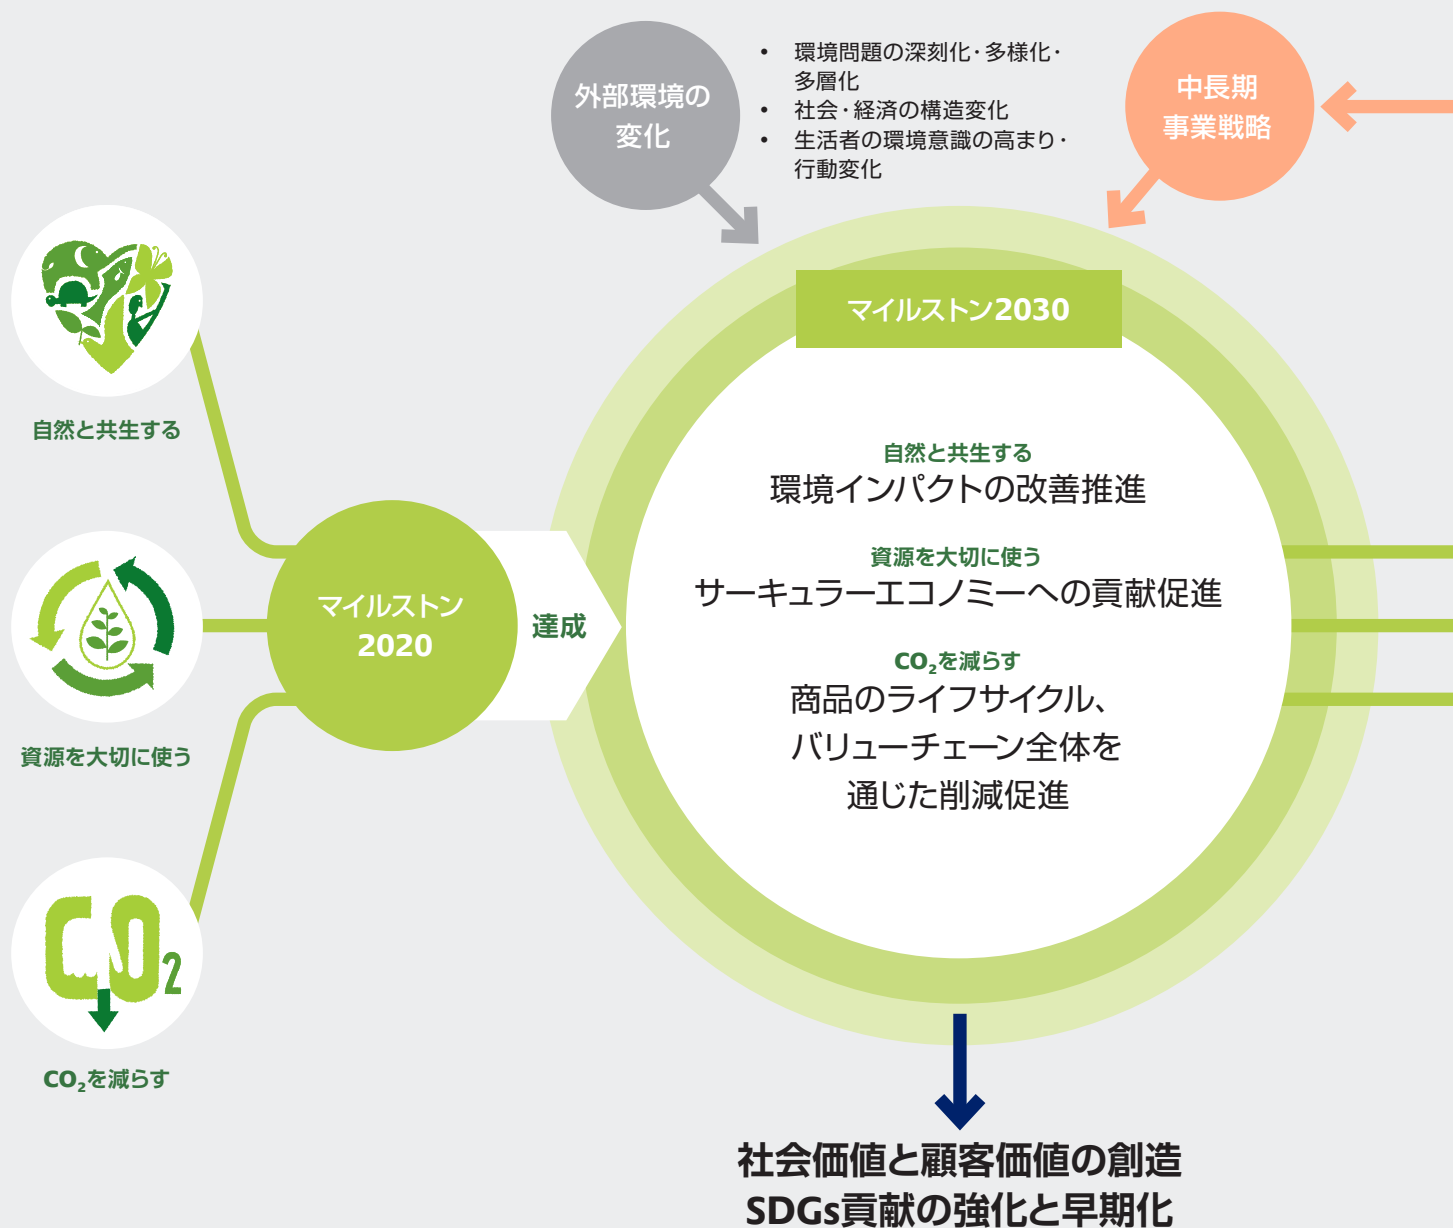 外部環境の
変化
• 環境問題の深刻化・多様化・
多層化
• 社会・経済の構造変化
• 生活者の環境意識の高まり・
行動変化
中長期
事業戦略
自然と共生する
資源を大切に使う
CO₂
CO₂を減らす
マイルストン
2020
達成
マイルストン2030
自然と共生する
環境インパクトの改善推進
資源を大切に使う
サーキュラーエコノミーへの貢献促進
CO₂を減らす
商品のライフサイクル、
バリューチェーン全体を
通じた削減促進
社会価値と顧客価値の創造
SDGs貢献の強化と早期化